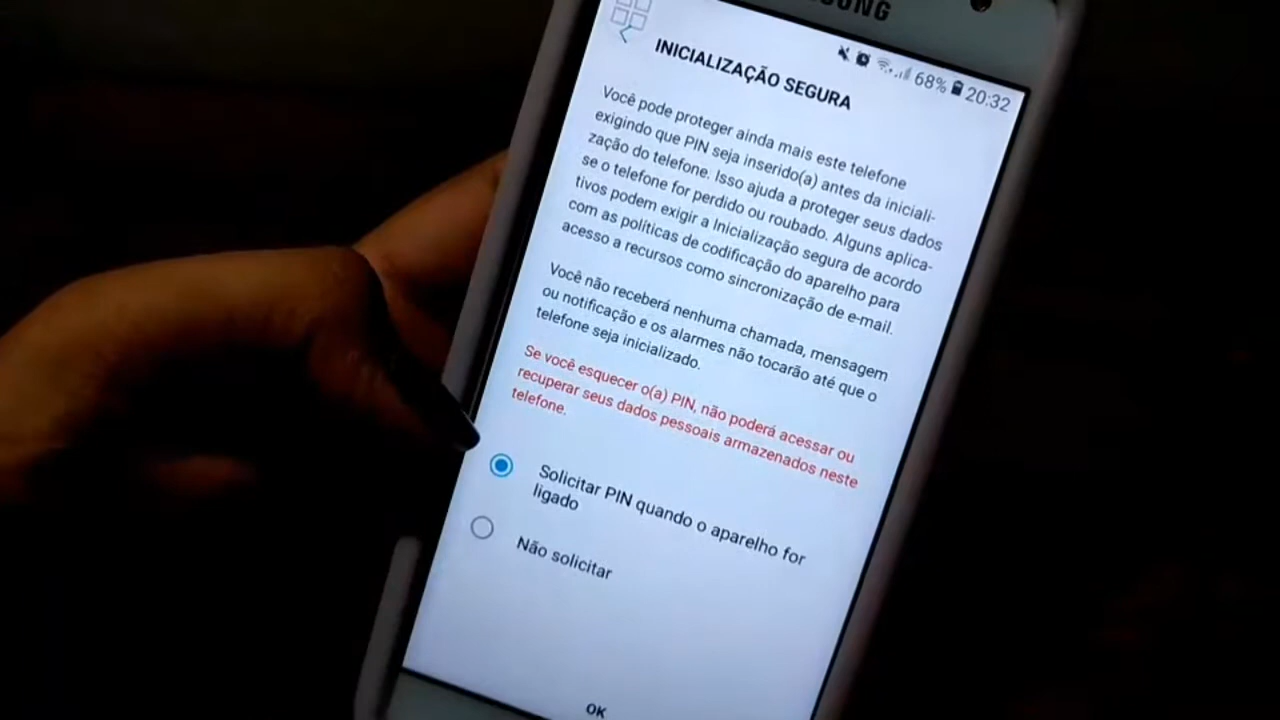 SUNG
68% 20:32
INICIALIZAÇÃO SEGURA
Você pode proteger ainda mais este telefone
exigindo que PIN seja inserido(a) antes da iniciali-
zação do telefone. Isso ajuda a proteger seus dados
se o telefone for perdido ou roubado. Alguns aplica-
tivos podem exigir a Inicialização segura de acordo
com as políticas de codificação do aparelho para
acesso a recursos como sincronização de e-mail.
Você não receberá nenhuma chamada, mensagem
ou notificação e os alarmes não tocarão até que o
telefone seja inicializado.
Se você esquecer o(a) PIN, não poderá acessar ou
recuperar seus dados pessoais armazenados neste
telefone.
Solicitar PIN quando o aparelho for
ligado
Não solicitar
OK